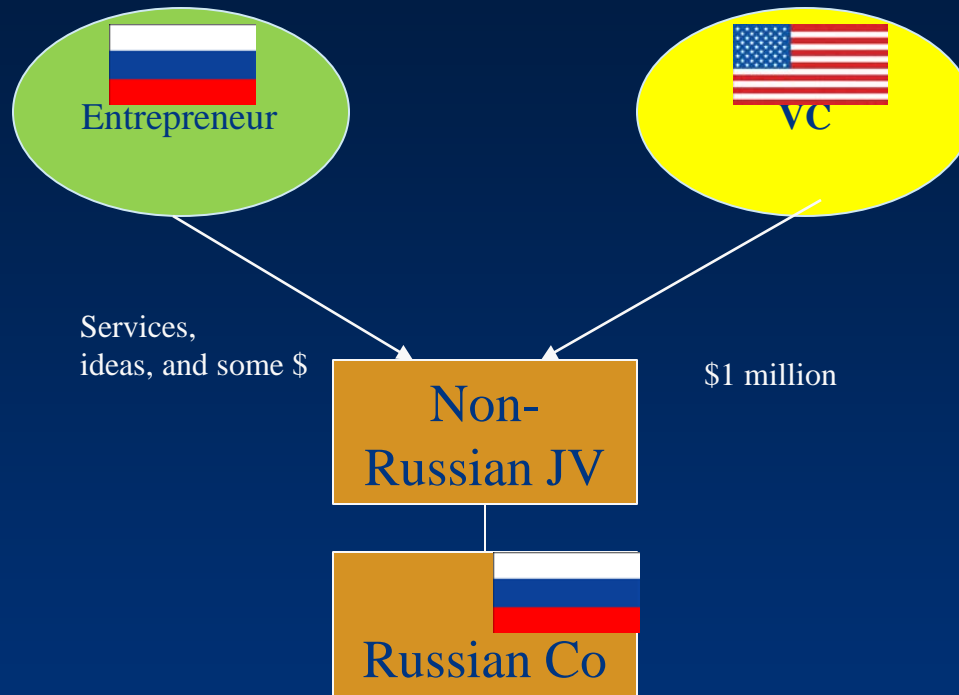 Entrepreneur
VC
Services,
ideas, and some $
$1 million
Non-
Russian JV
Russian Co